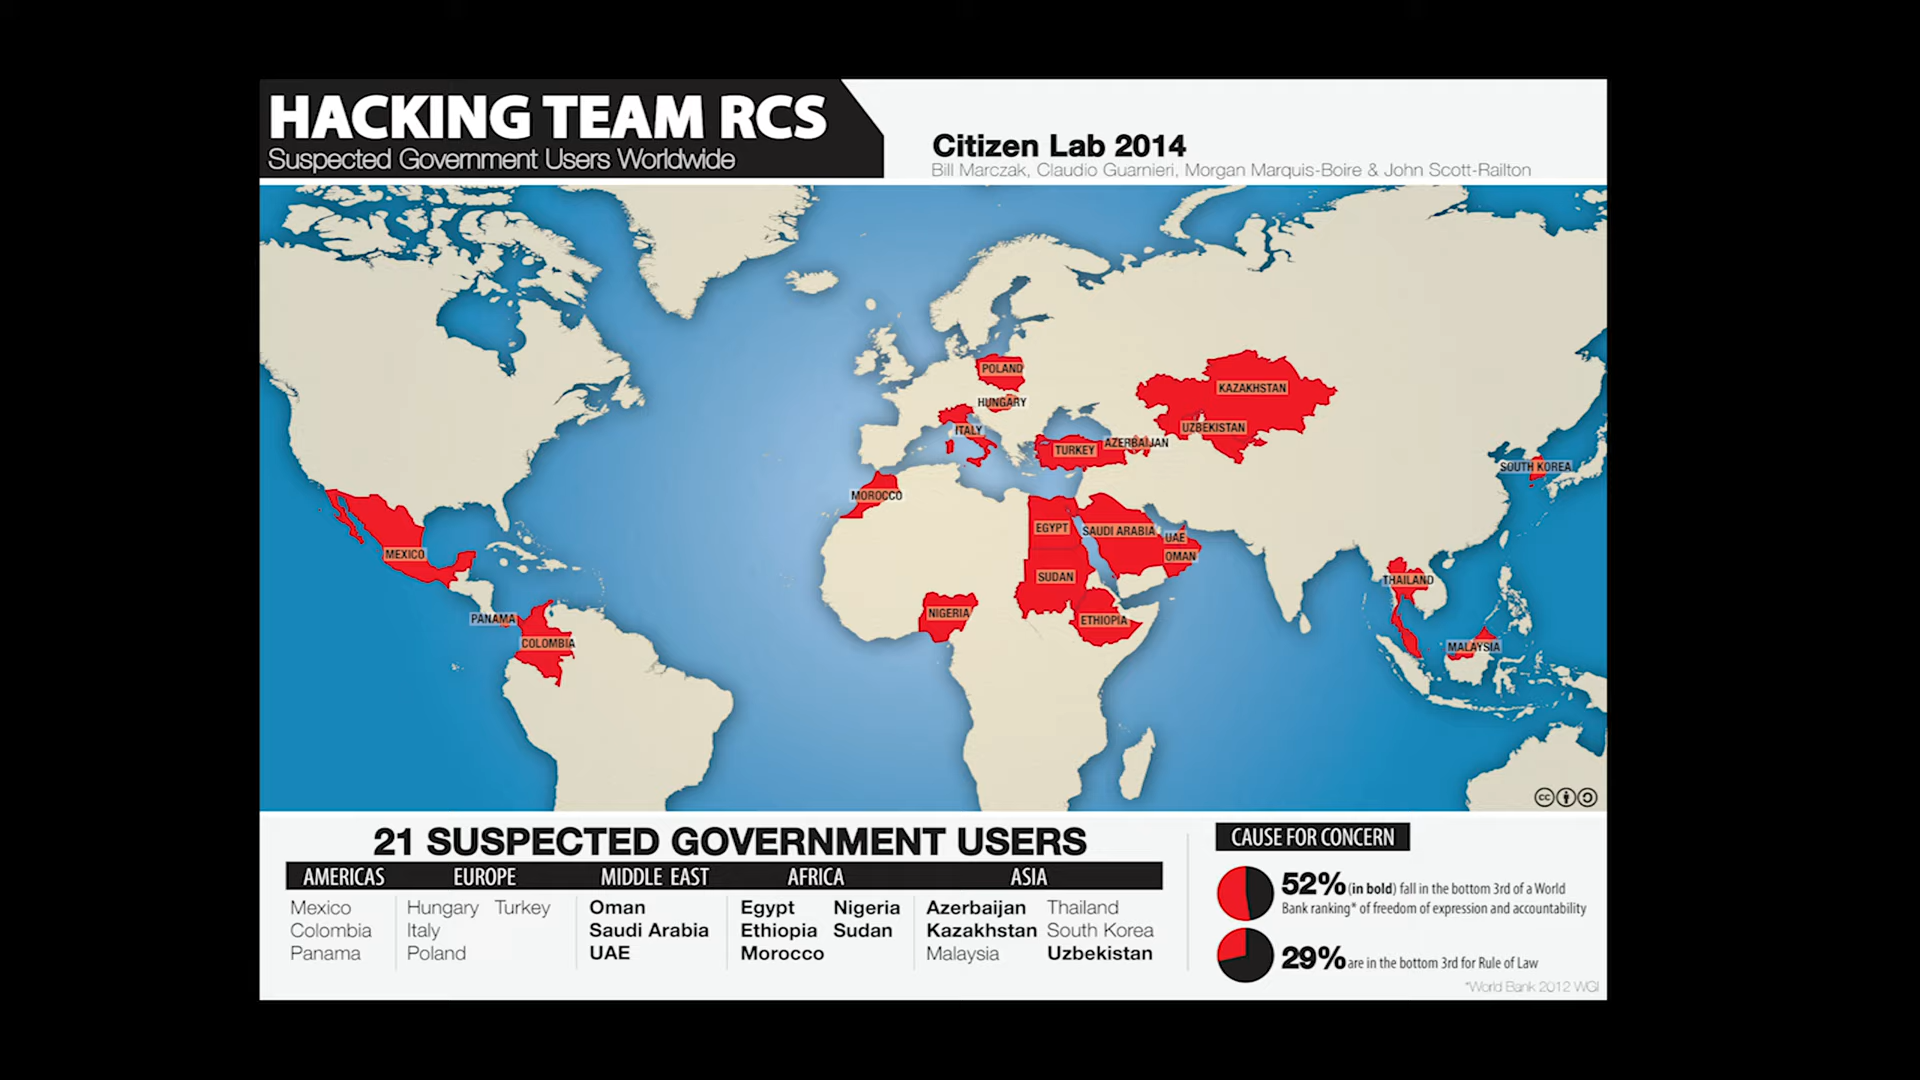 HACKING TEAM RCS
Suspected Government Users Worldwide
Citizen Lab 2014
Bill Marczak, Claudio Guarnieri, Morgan Marquis-Boire & John Scott-Railton
POLAND
KAZAKHSTAN
HUNGARY
UZBEKISTAN
ITALY
AZERBAIJAN
TURKEY
SOUTH KOREA
MOROCCO
EGYPT
SAUDI ARABIA
UAE
MEXICO
OMAN
SUDAN
THAILAND
NIGERIA
PANAMA
ETHIOPIA
COLOMBIA
MALAYSIA
cc
21 SUSPECTED GOVERNMENT USERS
AMERICAS EUROPE MIDDLE EAST AFRICA ASIA
Mexico Hungary Turkey Oman Egypt Nigeria Azerbaijan Thailand
Colombia Italy Saudi Arabia Ethiopia Sudan Kazakhstan South Korea
Panama Poland UAE Morocco Malaysia Uzbekistan
CAUSE FOR CONCERN
52% (in bold) fall in the bottom 3rd of a World
Bank ranking* of freedom of expression and accountability
29% are in the bottom 3rd for Rule of Law
*World Bank 2012 WGI